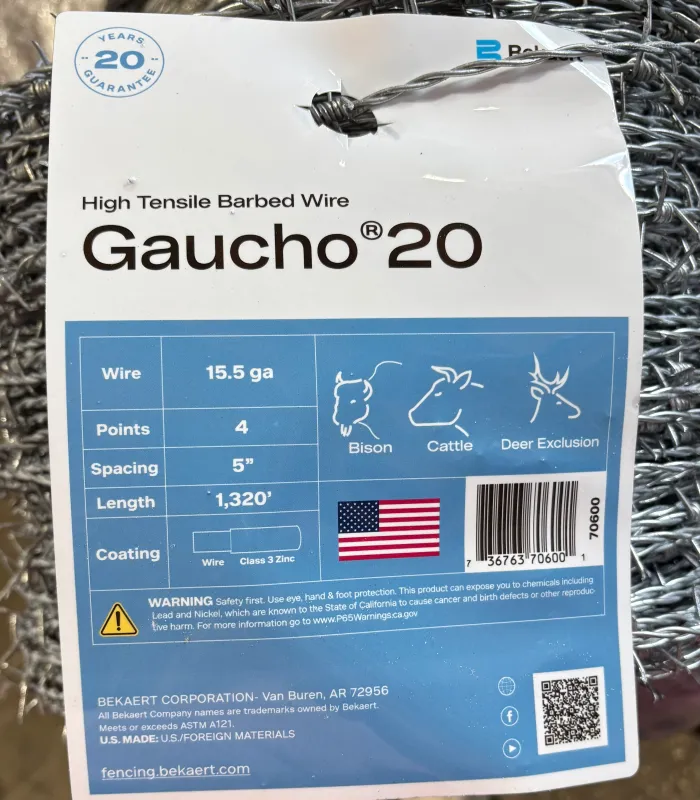 YEARS
20
GUARANTEE
Bekaert
High Tensile Barbed Wire
Gaucho®20
Wire 15.5 ga
Points 4
Spacing 5”
Length 1,320’
Coating
Wire Class 3 Zinc
Bison Cattle Deer Exclusion
70600
7 36763 70600 1
WARNING Safety first. Use eye, hand & foot protection. This product can expose you to chemicals including
Lead and Nickel, which are known to the State of California to cause cancer and birth defects or other reproduc-
tive harm. For more information go to www.P65Warnings.ca.gov
BEKAERT CORPORATION- Van Buren, AR 72956
All Bekaert Company names are trademarks owned by Bekaert.
Meets or exceeds ASTM A121.
U.S. MADE: U.S./FOREIGN MATERIALS
fencing.bekaert.com